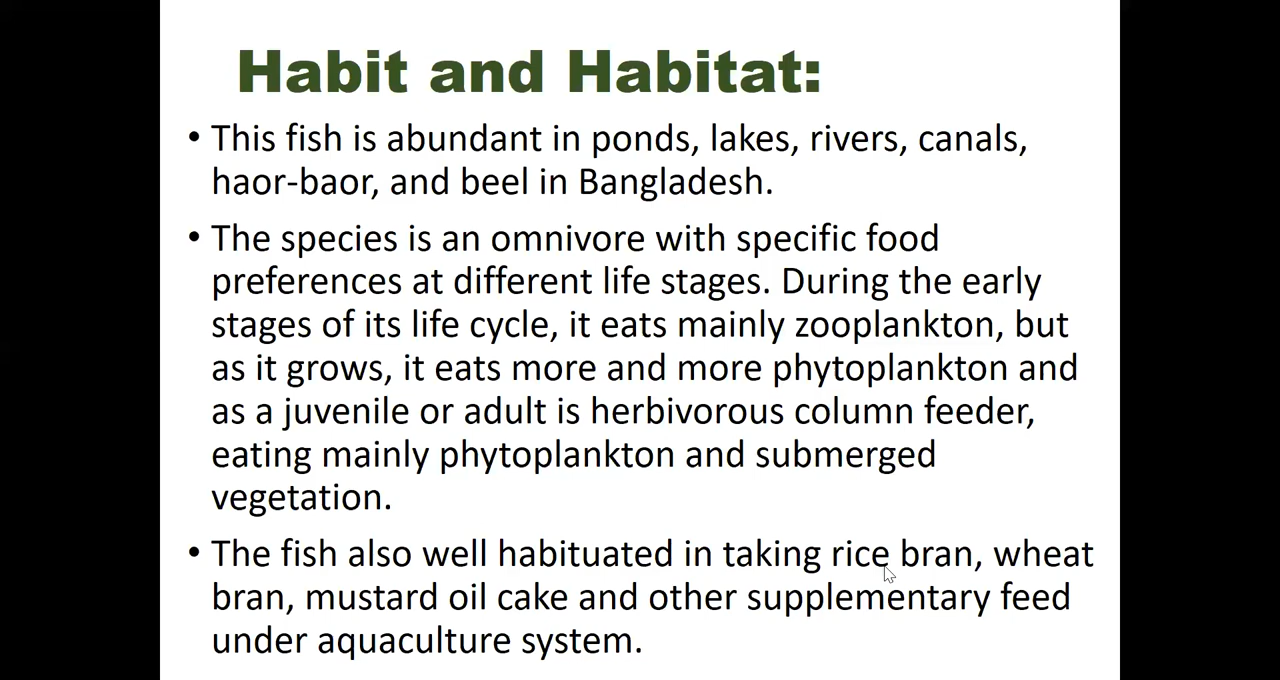 Habit and Habitat:
• This fish is abundant in ponds, lakes, rivers, canals,
haor-baor, and beel in Bangladesh.
• The species is an omnivore with specific food
preferences at different life stages. During the early
stages of its life cycle, it eats mainly zooplankton, but
as it grows, it eats more and more phytoplankton and
as a juvenile or adult is herbivorous column feeder,
eating mainly phytoplankton and submerged
vegetation.
• The fish also well habituated in taking rice bran, wheat
bran, mustard oil cake and other supplementary feed
under aquaculture system.